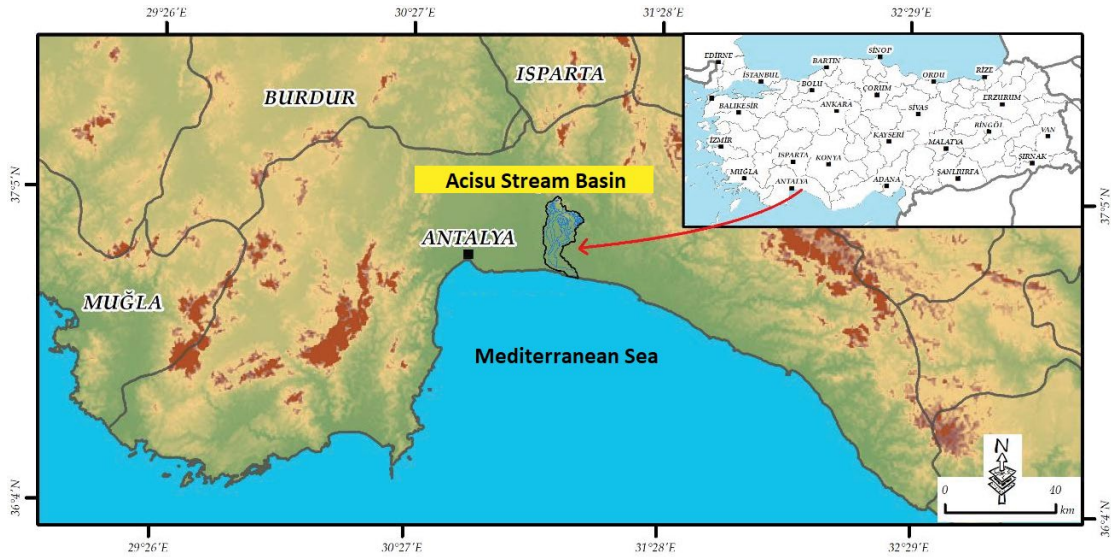 29°26'E 30°27'E 31°28'E 32°29'E
EDİRNE
SİNOP
BARTIN
İSTANBUL
BOLU
ORDU
RİZE
ÇORUM
BALIKESİR
ANKARA
SİVAS
ERZURUM
BİNGÖL
VAN
İZMİR
KAYSERİ
MALATYA
ISPARTA
KONYA
ŞIRNAK
MUĞLA
ANTALYA
ADANA
ŞANLIURFA
ISPARTA
BURDUR
37°5'N
37°5'N
Acisu Stream Basin
ANTALYA
MUĞLA
Mediterranean Sea
N
0 40
km
36°4'N
36°4'N
29°26'E 30°27'E 31°28'E 32°29'E